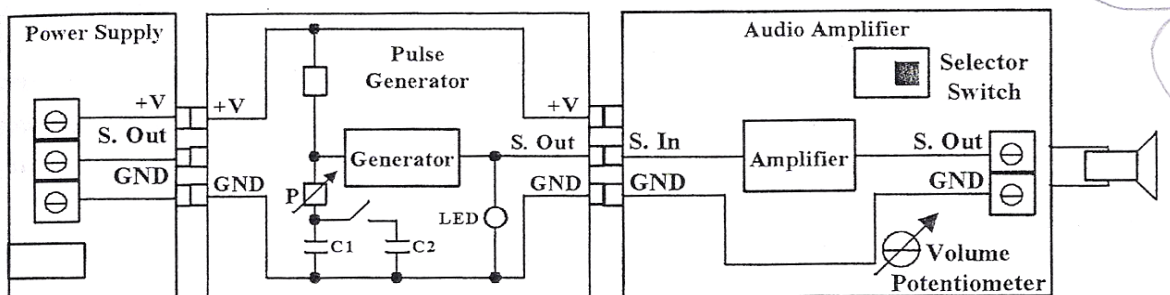 Power Supply
+V
S. Out
GND
+V
GND
Pulse
Generator
Generator
P
C1
C2
LED
+V
S. Out
GND
Audio Amplifier
Selector
Switch
S. In
GND
Amplifier
S. Out
GND
Volume
Potentiometer